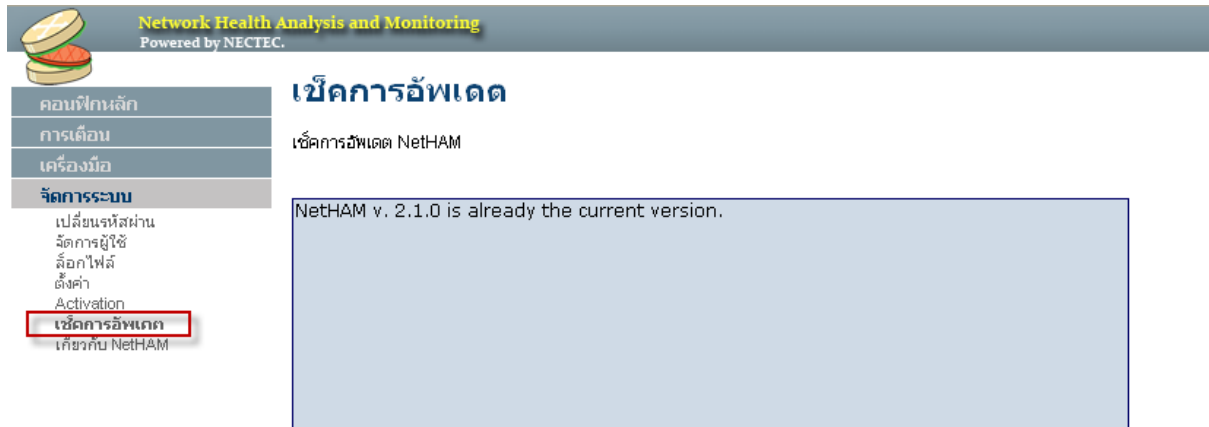 Network Health Analysis and Monitoring
Powered by NECTEC.
คอนฟิกหลัก
การเตือน
เครื่องมือ
จัดการระบบ
เปลี่ยนรหัสผ่าน
จัดการผู้ใช้
ล็อกไฟล์
ตั้งค่า
Activation
เช็คการอัพเดต
เกี่ยวกับ NetHAM
เช็คการอัพเดต
เช็คการอัพเดต NetHAM
NetHAM v. 2.1.0 is already the current version.